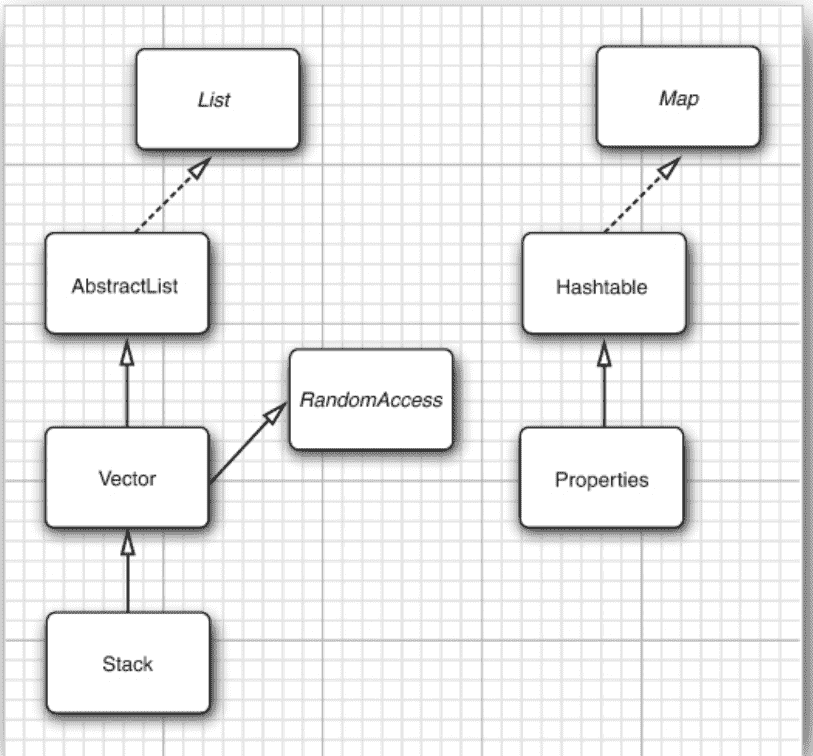 List
Map
AbstractList
Hashtable
RandomAccess
Vector
Properties
Stack